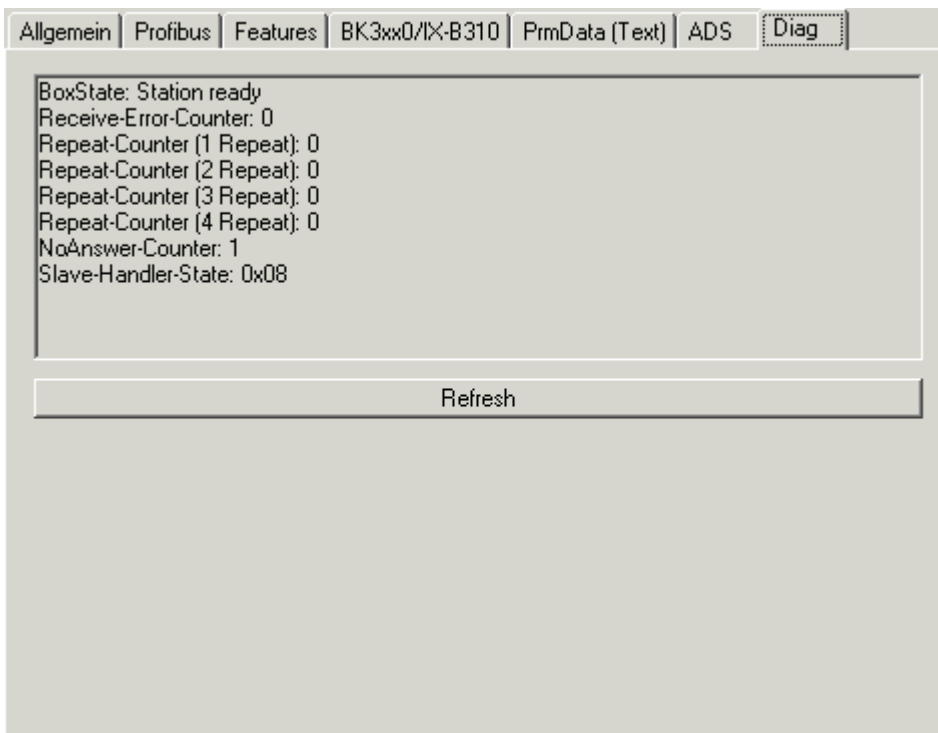 Allgemein Profibus Features BK3xx0/IX-B310 PrmData (Text) ADS Diag
BoxState: Station ready
Receive-Error-Counter: 0
Repeat-Counter (1 Repeat): 0
Repeat-Counter (2 Repeat): 0
Repeat-Counter (3 Repeat): 0
Repeat-Counter (4 Repeat): 0
NoAnswer-Counter: 1
Slave-Handler-State: 0x08
Refresh